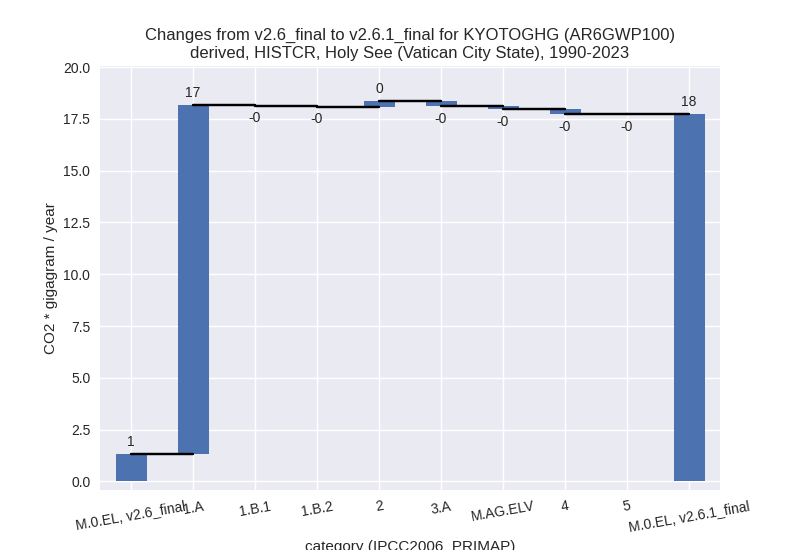 Changes from v2.6_final to v2.6.1_final for KYOTOGHG (AR6GWP100)
derived, HISTCR, Holy See (Vatican City State), 1990-2023
20.0
17.5
15.0
12.5
10.0
7.5
5.0
2.5
0.0
CO2 * gigagram / year
1
17
-0
-0
0
-0
-0
-0
-0
18
M.0.EL, v2.6_final
1.A
1.B.1
1.B.2
2
3.A
M.AG.ELV
4
5
M.0.EL, v2.6.1_final
category (IPCC2006_PRIMAP)